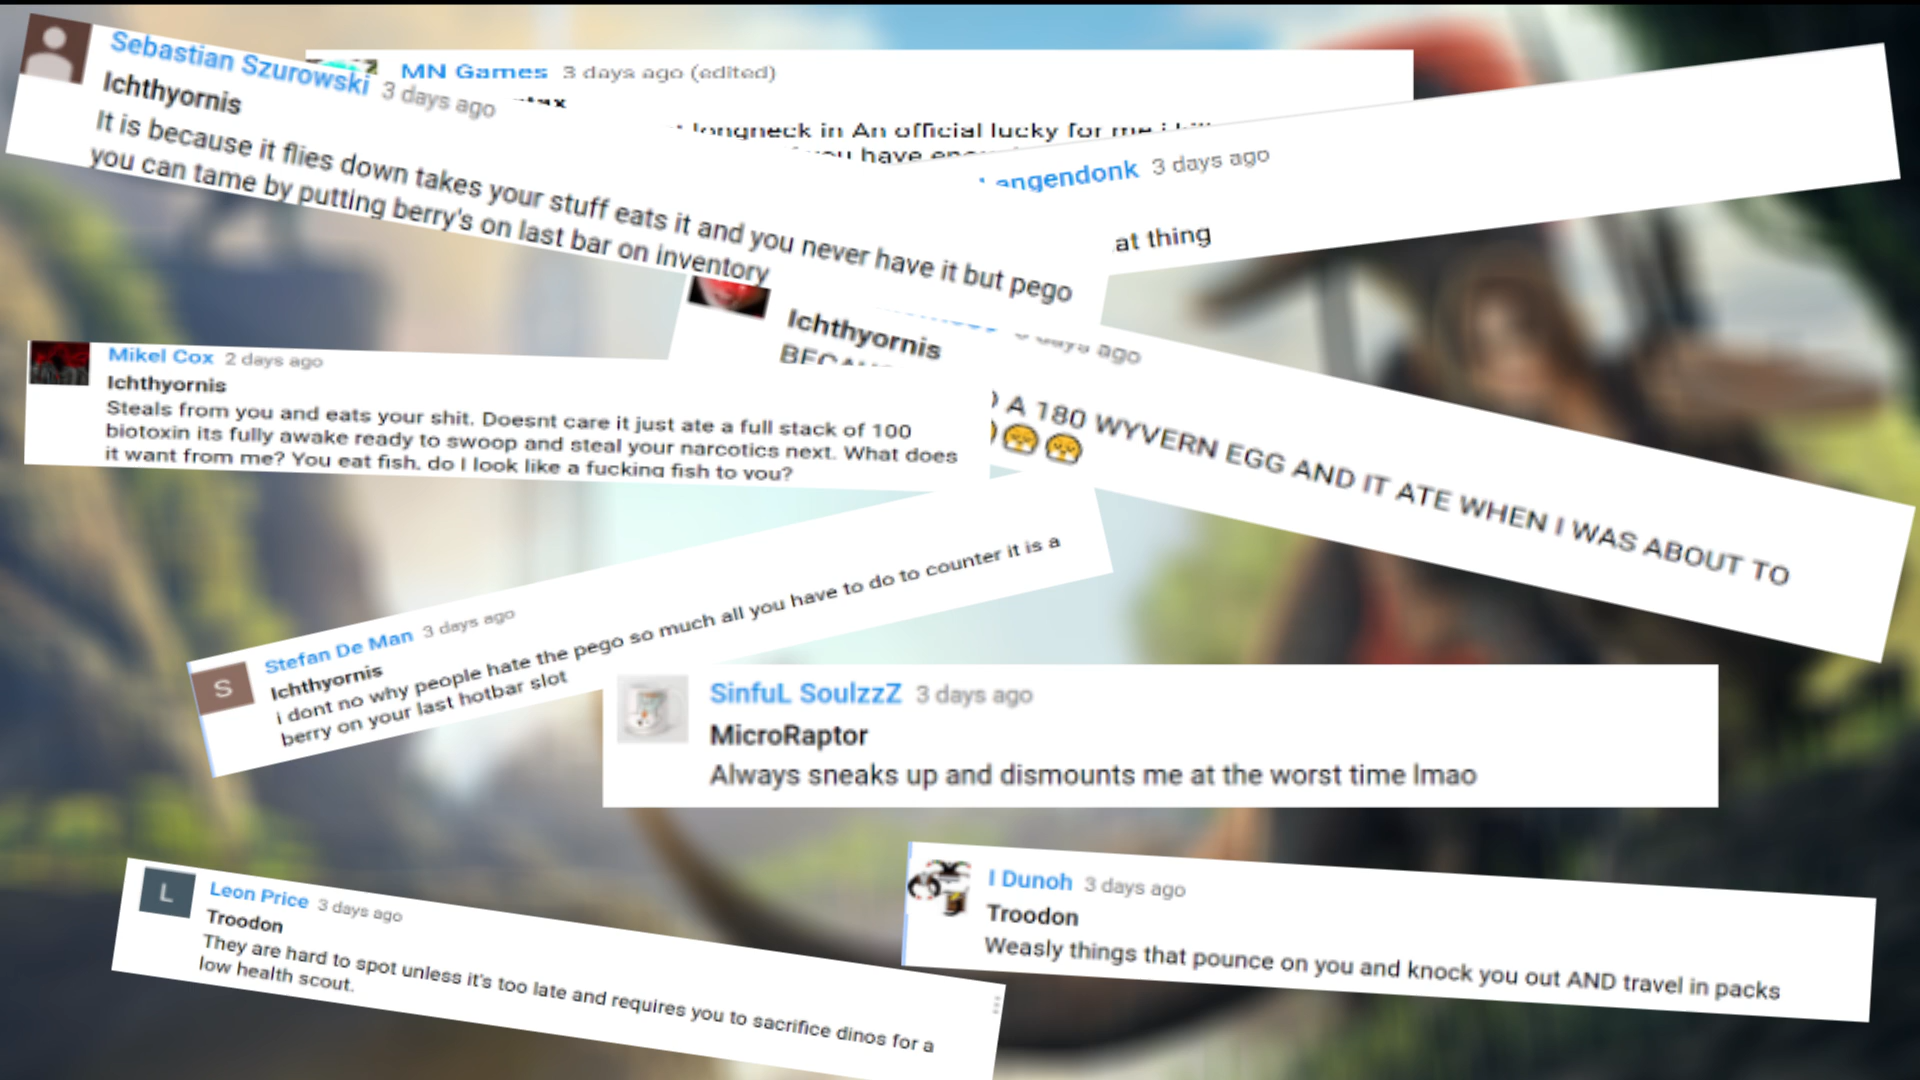 Sebastian Szurowski 3 days ago
Ichthyornis
It is because it flies down takes your stuff eats it and you never have it but pego
you can tame by putting berry's on last bar on inventory
MN Games 3 days ago (edited)
longneck in An official lucky for me i
you have
angendonk 3 days ago
at thing
Ichthyornis
days ago
A 180 WYVERN EGG AND IT ATE WHEN I WAS ABOUT TO
Mikel Cox 2 days ago
Ichthyornis
Steals from you and eats your shit. Doesnt care it just ate a full stack of 100
biotoxin its fully awake ready to swoop and steal your narcotics next. What does
it want from me? You eat fish. do I look like a fucking fish to you?
S
Stefan De Man 3 days ago
Ichthyornis
i dont no why people hate the pego so much all you have to do to counter it is a
berry on your last hotbar slot
SinfuL SoulzzZ 3 days ago
MicroRaptor
Always sneaks up and dismounts me at the worst time lmao
L
Leon Price 3 days ago
Troodon
They are hard to spot unless it's too late and requires you to sacrifice dinos for a
low health scout.
I Dunoh 3 days ago
Troodon
Weasly things that pounce on you and knock you out AND travel in packs